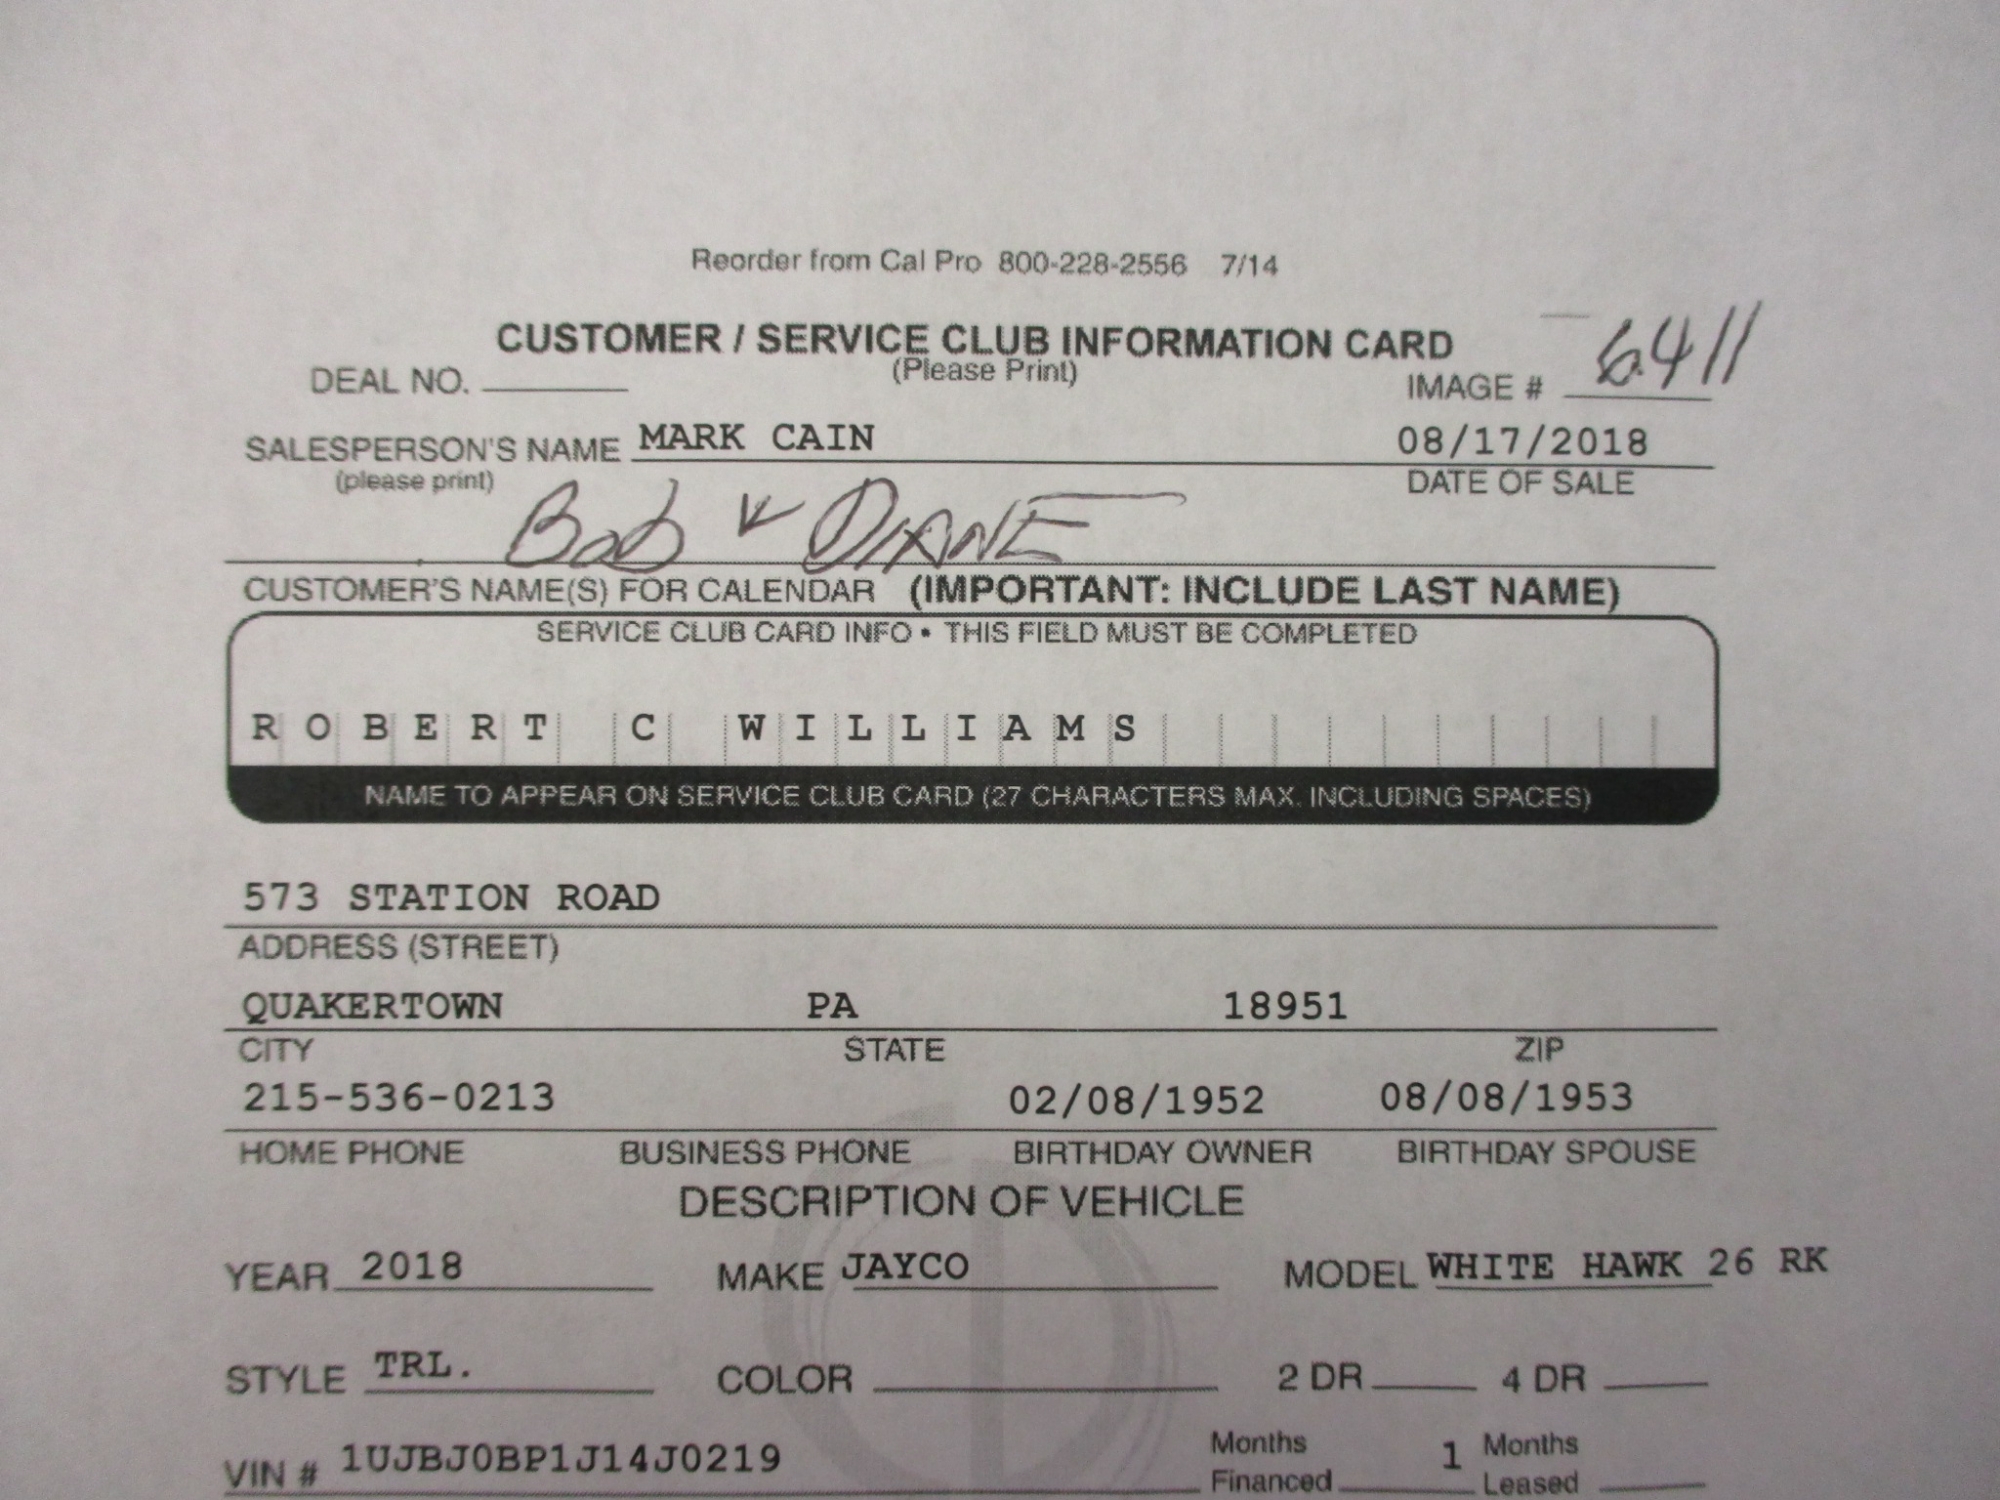 Reorder from Cal Pro 800-228-2556 7/14
CUSTOMER / SERVICE CLUB INFORMATION CARD
(Please Print)
DEAL NO. IMAGE # 6411
SALESPERSON'S NAME MARK CAIN 08/17/2018
(please print) DATE OF SALE
Bob & DIANE
CUSTOMER'S NAME(S) FOR CALENDAR (IMPORTANT: INCLUDE LAST NAME)
SERVICE CLUB CARD INFO • THIS FIELD MUST BE COMPLETED
ROBERT C WILLIAMS
NAME TO APPEAR ON SERVICE CLUB CARD (27 CHARACTERS MAX. INCLUDING SPACES)
573 STATION ROAD
ADDRESS (STREET)
QUAKERTOWN PA 18951
CITY STATE ZIP
215-536-0213 02/08/1952 08/08/1953
HOME PHONE BUSINESS PHONE BIRTHDAY OWNER BIRTHDAY SPOUSE
DESCRIPTION OF VEHICLE
YEAR 2018 MAKE JAYCO MODEL WHITE HAWK 26 RK
STYLE TRL. COLOR 2 DR 4 DR
VIN # 1UJBJ0BP1J14J0219 Months Financed 1 Months Leased